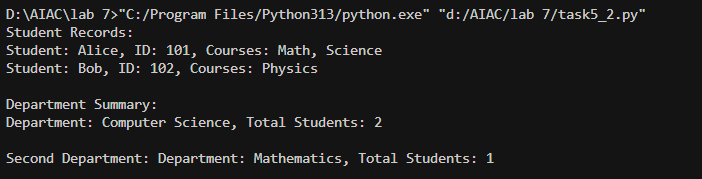 D:\AIAC\lab 7>"C:/Program Files/Python313/python.exe" "d:/AIAC/lab 7/task5_2.py"
Student Records:
Student: Alice, ID: 101, Courses: Math, Science
Student: Bob, ID: 102, Courses: Physics
Department Summary:
Department: Computer Science, Total Students: 2
Second Department: Department: Mathematics, Total Students: 1